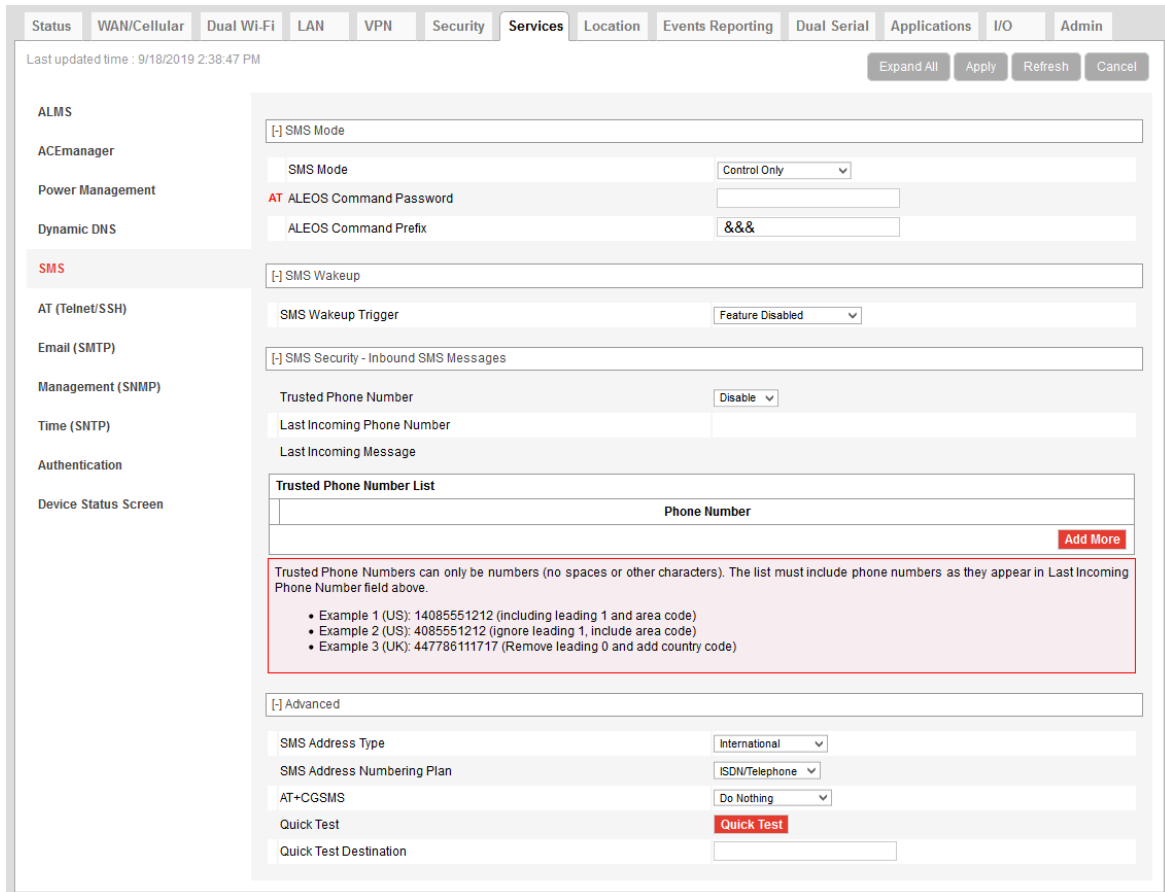 Status WAN/Cellular Dual Wi-Fi LAN VPN Security Services Location Events Reporting Dual Serial Applications I/O Admin
Last updated time : 9/18/2019 2:38:47 PM
Expand All Apply Refresh Cancel
ALMS
ACEmanager
Power Management
Dynamic DNS
SMS
AT (Telnet/SSH)
Email (SMTP)
Management (SNMP)
Time (SNTP)
Authentication
Device Status Screen
[-] SMS Mode
SMS Mode Control Only
AT ALEOS Command Password
ALEOS Command Prefix &&&
[-] SMS Wakeup
SMS Wakeup Trigger Feature Disabled
[-] SMS Security - Inbound SMS Messages
Trusted Phone Number Disable
Last Incoming Phone Number
Last Incoming Message
Trusted Phone Number List
Phone Number
Add More
Trusted Phone Numbers can only be numbers (no spaces or other characters). The list must include phone numbers as they appear in Last Incoming
Phone Number field above.
• Example 1 (US): 14085551212 (including leading 1 and area code)
• Example 2 (US): 4085551212 (ignore leading 1, include area code)
• Example 3 (UK): 447786111717 (Remove leading 0 and add country code)
[-] Advanced
SMS Address Type International
SMS Address Numbering Plan ISDN/Telephone
AT+CGSMS Do Nothing
Quick Test Quick Test
Quick Test Destination